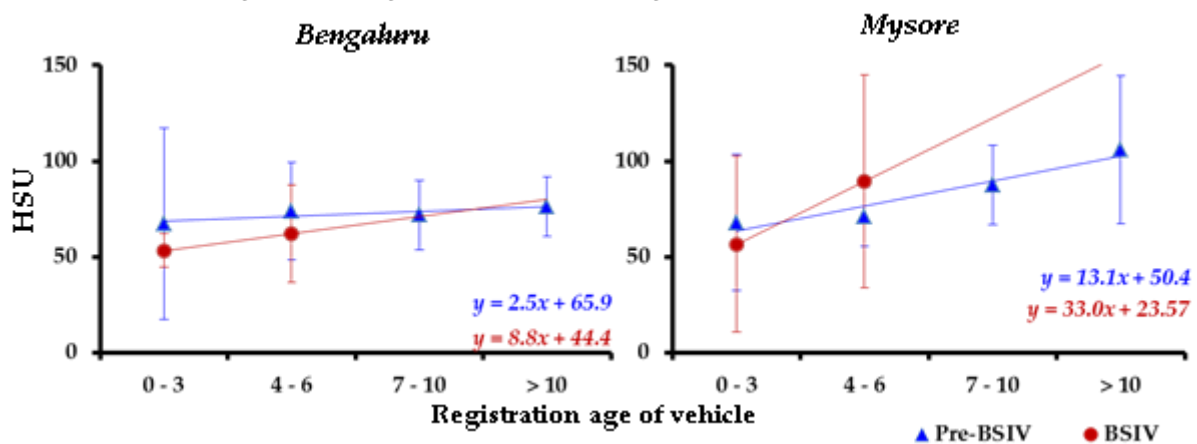 Bengaluru
Mysore
HSU
150
100
50
0
0 - 3
4 - 6
7 - 10
> 10
y = 2.5x + 65.9
y = 8.8x + 44.4
150
100
50
0
0 - 3
4 - 6
7 - 10
> 10
y = 13.1x + 50.4
y = 33.0x + 23.57
Registration age of vehicle
Pre-BSIV
BSIV